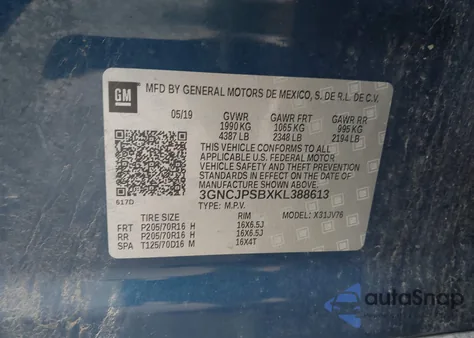 GM
MFD BY GENERAL MOTORS DE MEXICO, S. DE R.L. DE C.V.
05/19 GVWR GAWR FRT GAWR RR
1990 KG 1065 KG 995 KG
4387 LB 2348 LB 2194 LB
THIS VEHICLE CONFORMS TO ALL
APPLICABLE U.S. FEDERAL MOTOR
VEHICLE SAFETY AND THEFT PREVENTION
STANDARDS IN EFFECT ON THE DATE OF
MANUFACTURE SHOWN ABOVE.
3GNCJPSBXKL388613
617D TYPE: M.P.V. MODEL: X31JV76
TIRE SIZE RIM
FRT P205/70R16 H 16X6.5J
RR P205/70R16 H 16X6.5J
SPA T125/70D16 M 16X4T
autoSnap